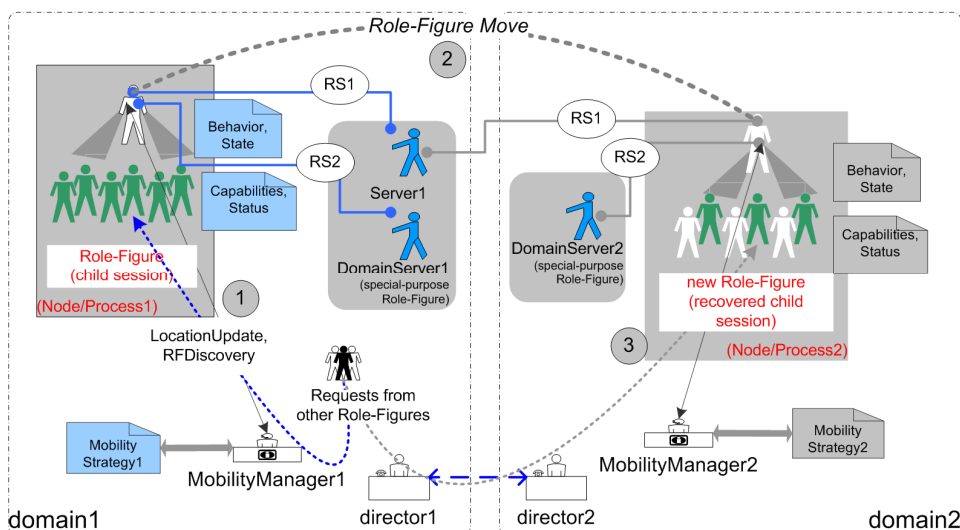 Role-Figure Move
2
RS1
Behavior,
State
RS2
Capabilities,
Status
Server1
DomainServer1
(special-purpose
Role-Figure)
Role-Figure
(child session)
(Node/Process1)
1
LocationUpdate,
RFDiscovery
Requests from
other Role-Figures
Mobility
Strategy1
MobilityManager1
director1
domain1
RS1
RS2
DomainServer2
(special-purpose
Role-Figure)
Behavior,
State
Capabilities,
Status
new Role-Figure
(recovered child
session)
(Node/Process2)
3
Mobility
Strategy2
MobilityManager2
director2
domain2